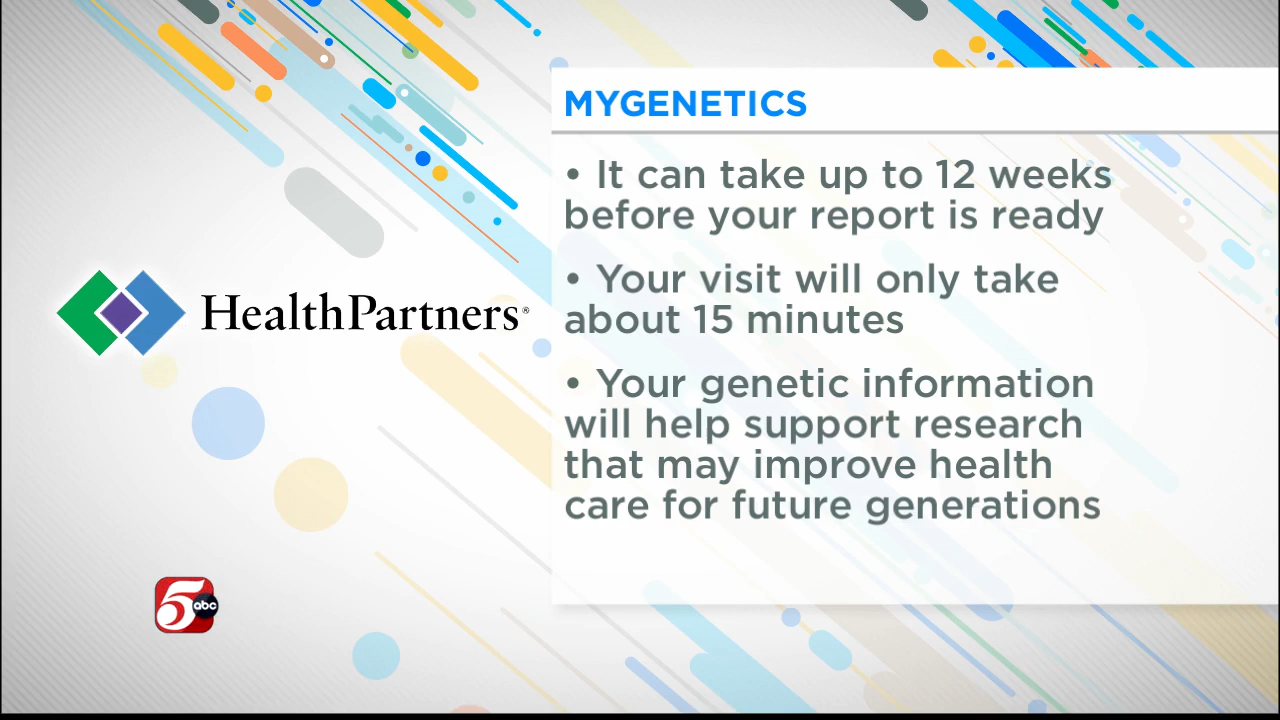 MYGENETICS
• It can take up to 12 weeks
before your report is ready
• Your visit will only take
about 15 minutes
• Your genetic information
will help support research
that may improve health
care for future generations
HealthPartners®
5 abc